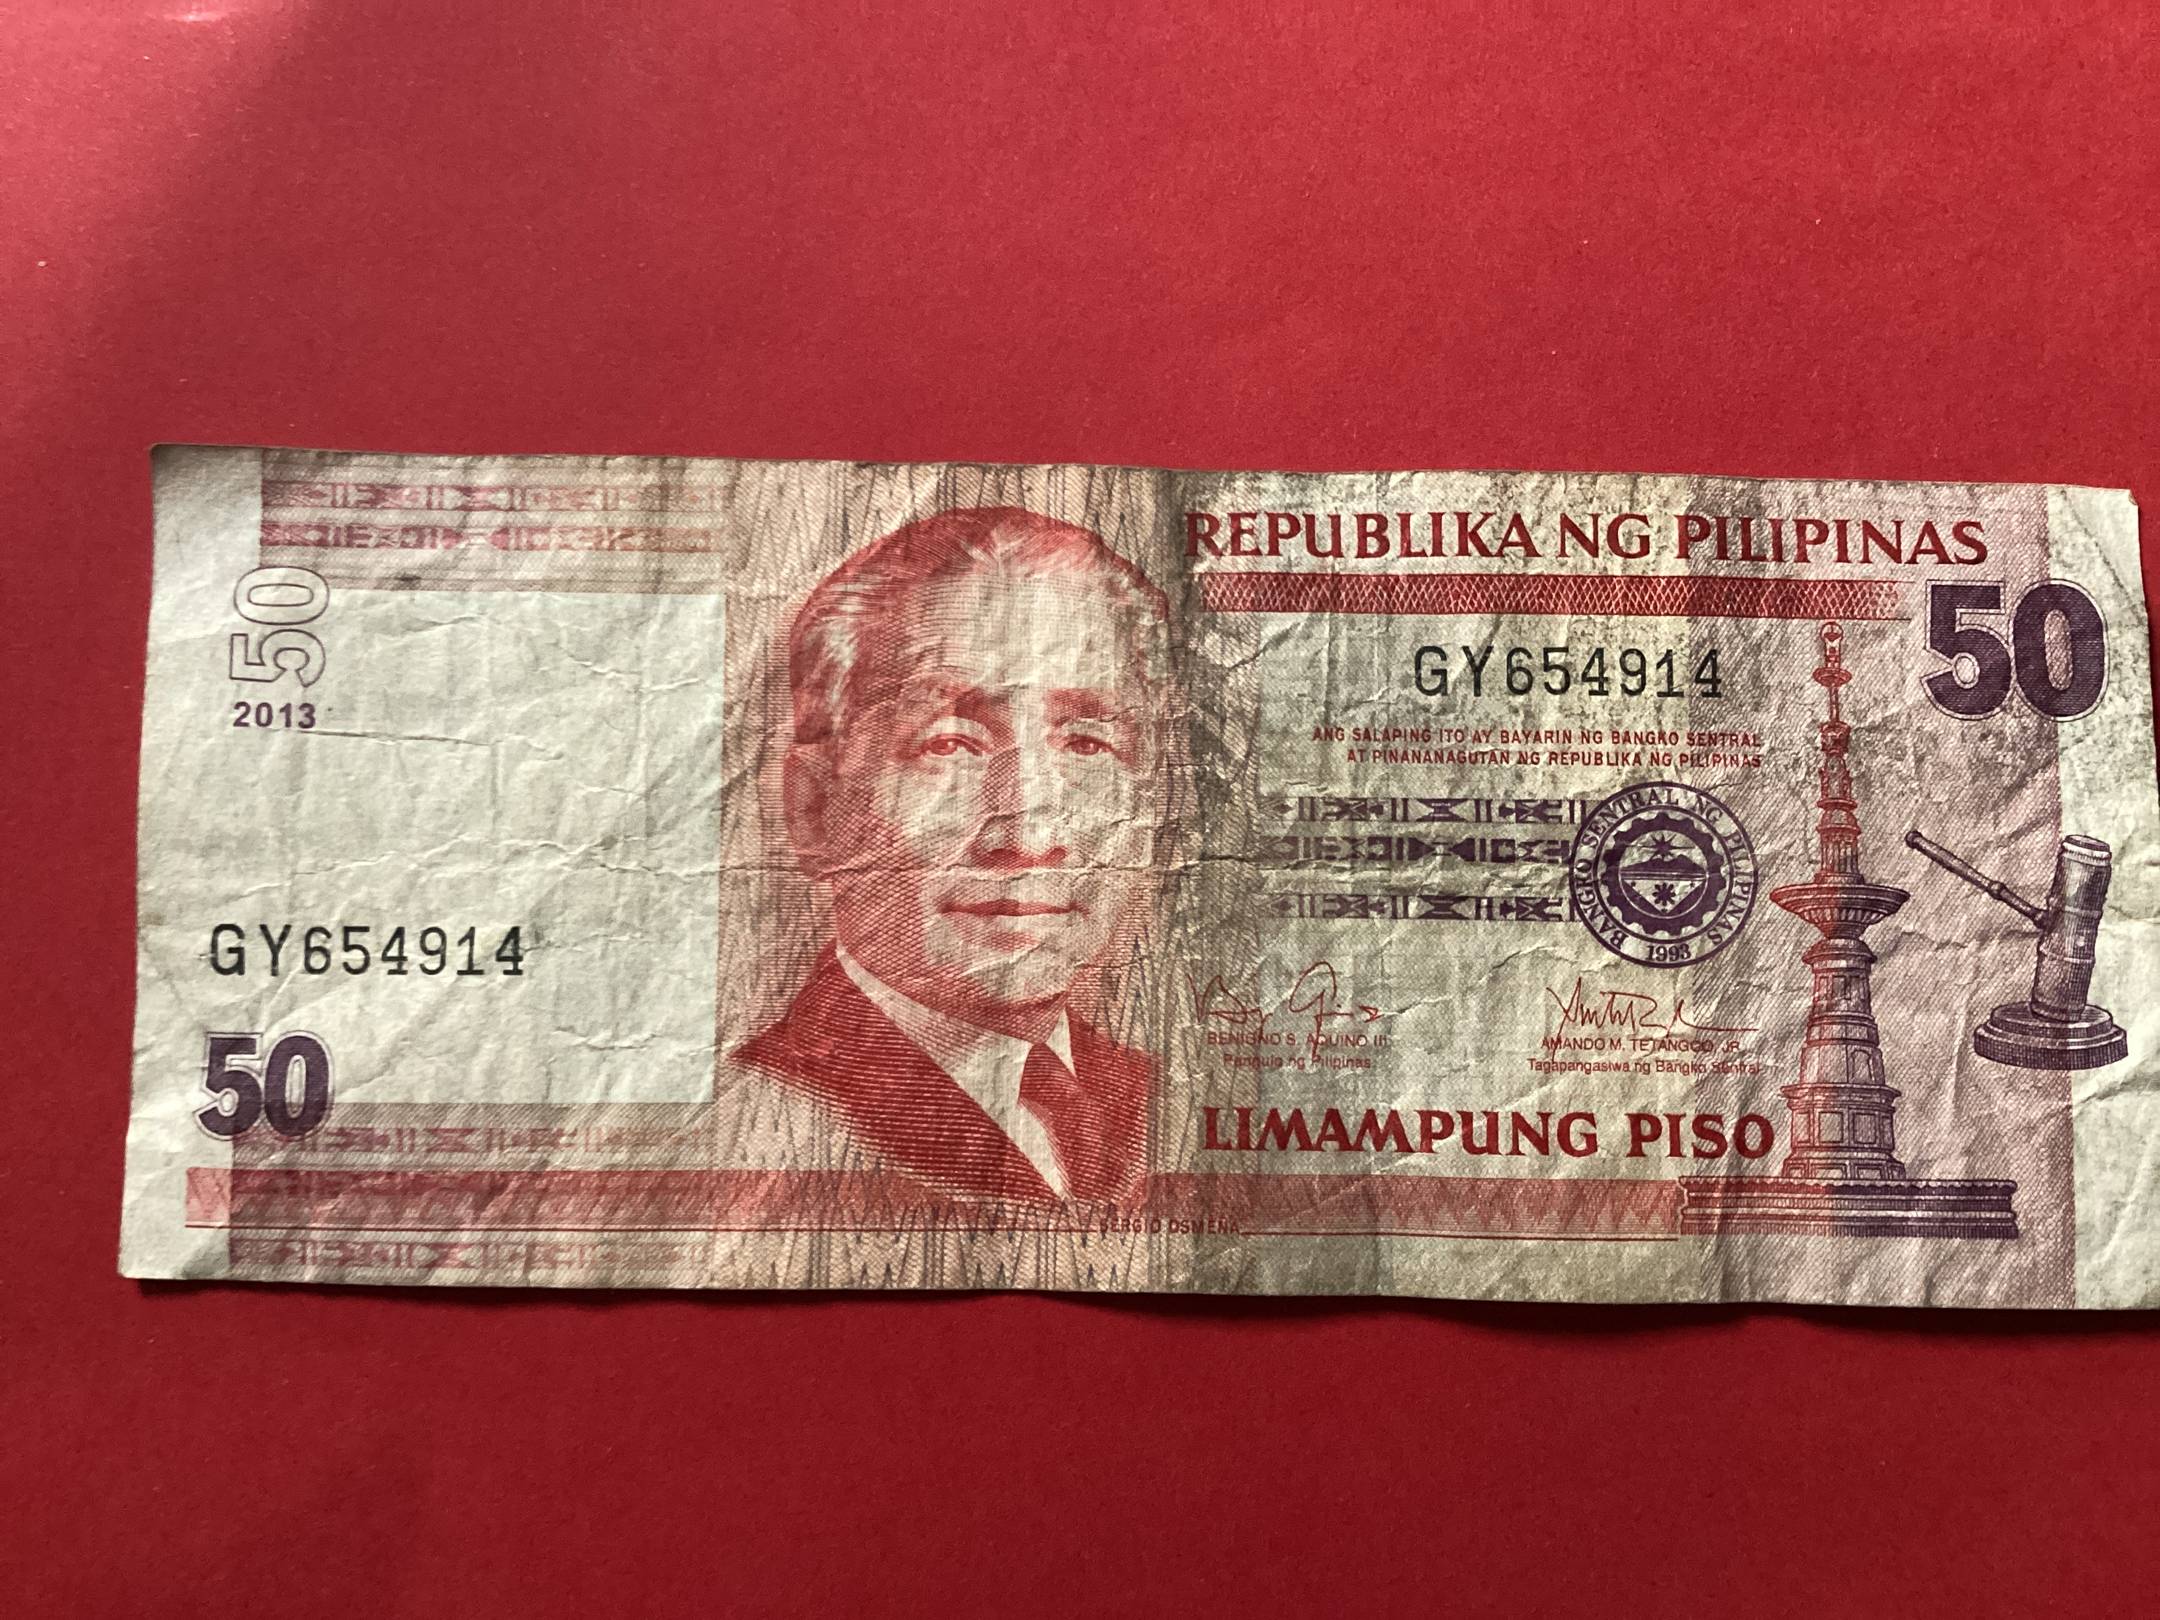 50
2013
GY654914
50
SERGIO OSMEÑA
REPUBLIKA NG PILIPINAS
50
GY654914
ANG SALAPING ITO AY BAYARIN NG BANGKO SENTRAL
AT PINANANAGUTAN NG REPUBLIKA NG PILIPINAS
BANGKO SENTRAL NG PILIPINAS
1993
BENIGNO S. AQUINO III
Pangulo ng Pilipinas
AMANDO M. TETANGCO, JR.
Tagapangasiwa ng Bangko Sentral
LIMAMPUNG PISO